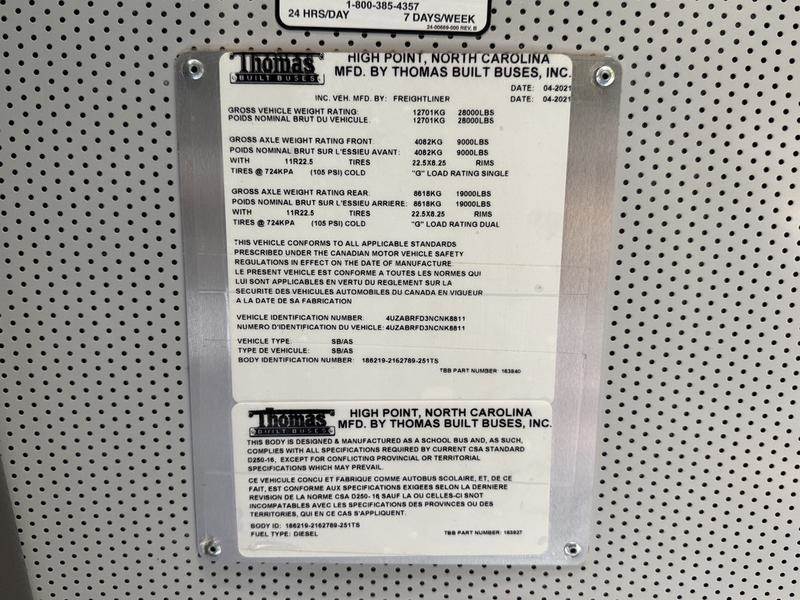 1-800-385-4357
24 HRS/DAY 7 DAYS/WEEK
24-00669-000 REV. B
Thomas
BUILT BUSES
HIGH POINT, NORTH CAROLINA
MFD. BY THOMAS BUILT BUSES, INC.
DATE: 04-2021
INC. VEH. MFD. BY: FREIGHTLINER DATE: 04-2021
GROSS VEHICLE WEIGHT RATING: 12701KG 28000LBS
POIDS NOMINAL BRUT DU VEHICULE: 12701KG 28000LBS
GROSS AXLE WEIGHT RATING FRONT: 4082KG 9000LBS
POIDS NOMINAL BRUT SUR L'ESSIEU AVANT: 4082KG 9000LBS
WITH 11R22.5 TIRES 22.5X8.25 RIMS
TIRES @ 724KPA (105 PSI) COLD "G" LOAD RATING SINGLE
GROSS AXLE WEIGHT RATING REAR: 8618KG 19000LBS
POIDS NOMINAL BRUT SUR L'ESSIEU ARRIERE: 8618KG 19000LBS
WITH 11R22.5 TIRES 22.5X8.25 RIMS
TIRES @ 724KPA (105 PSI) COLD "G" LOAD RATING DUAL
THIS VEHICLE CONFORMS TO ALL APPLICABLE STANDARDS
PRESCRIBED UNDER THE CANADIAN MOTOR VEHICLE SAFETY
REGULATIONS IN EFFECT ON THE DATE OF MANUFACTURE
LE PRESENT VEHICLE EST CONFORME A TOUTES LES NORMES QUI
LUI SONT APPLICABLES EN VERTU DU REGLEMENT SUR LA
SECURITE DES VEHICULES AUTOMOBILES DU CANADA EN VIGUEUR
A LA DATE DE SA FABRICATION
VEHICLE IDENTIFICATION NUMBER: 4UZABRFD3NCNK8811
NUMERO D'IDENTIFICATION DU VEHICULE: 4UZABRFD3NCNK8811
VEHICLE TYPE: SB/AS
TYPE DE VEHICULE: SB/AS
BODY IDENTIFICATION NUMBER: 186219-2162789-251TS
TBB PART NUMBER: 163940
Thomas
BUILT BUSES
HIGH POINT, NORTH CAROLINA
MFD. BY THOMAS BUILT BUSES, INC.
THIS BODY IS DESIGNED & MANUFACTURED AS A SCHOOL BUS AND, AS SUCH,
COMPLIES WITH ALL SPECIFICATIONS REQUIRED BY CURRENT CSA STANDARD
D250-16, EXCEPT FOR CONFLICTING PROVINCIAL OR TERRITORIAL
SPECIFICATIONS WHICH MAY PREVAIL.
CE VEHICULE CONCU ET FABRIQUE COMME AUTOBUS SCOLAIRE, ET, DE CE
FAIT, EST CONFORME AUX SPECIFICATIONS EXIGEES SELON LA DERNIERE
REVISION DE LA NORME CSA D250- 16 SAUF LA OU CELLES-CI SNOT
INCOMPATABLES AVEC LES SPECIFICATIONS DES PROVINCES OU DES
TERRITORIES, QUI EN CE CAS S'APPLIQUENT.
BODY ID: 186219-2162789-251TS
FUEL TYPE: DIESEL TBB PART NUMBER: 163927